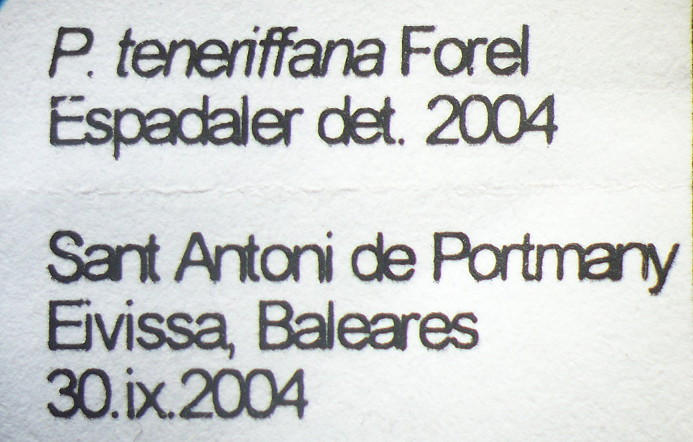 P. teneriffana Forel
Espadaler det. 2004
Sant Antoni de Portmany
Eivissa, Baleares
30.ix.2004